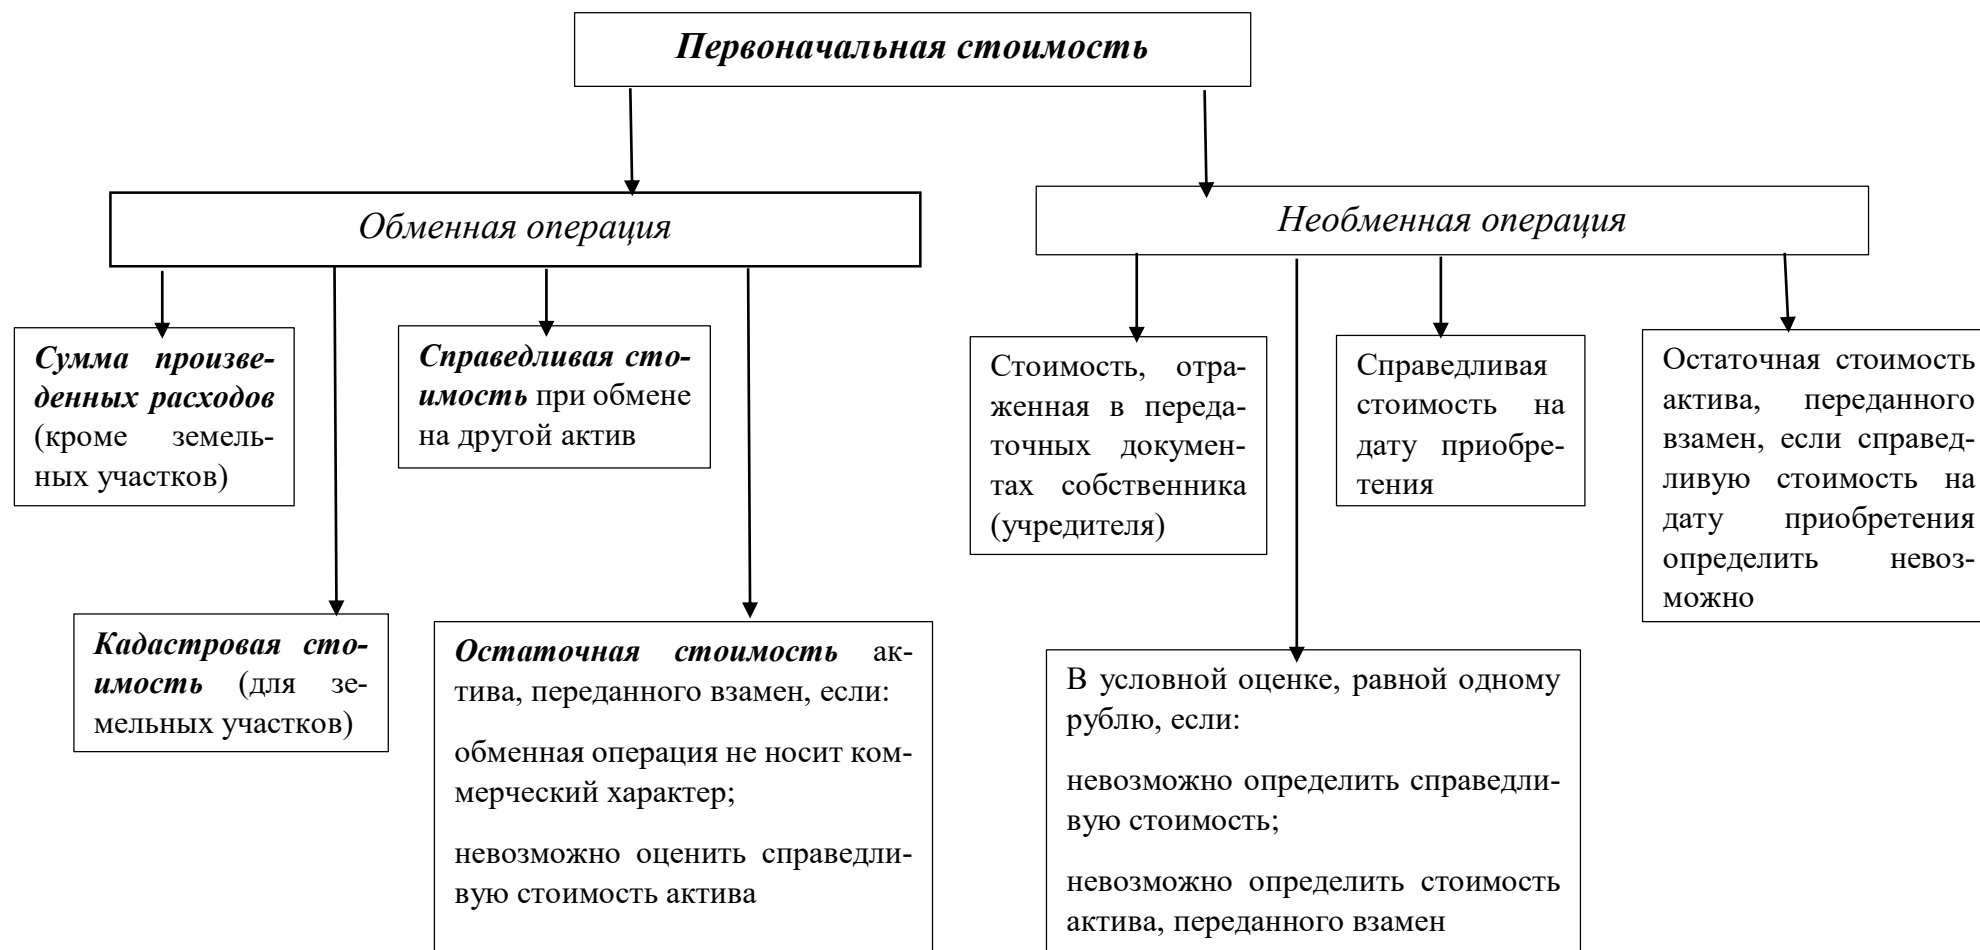 Первоначальная стоимость
Обменная операция
Необменная операция
Сумма произве-
денных расходов
(кроме земель-
ных участков)
Справедливая сто-
имость при обмене
на другой актив
Стоимость, отра-
женная в переда-
точных докумен-
тах собственника
(учредителя)
Справедливая
стоимость на
дату приобре-
тения
Остаточная стоимость
актива, переданного
взамен, если справед-
ливую стоимость на
дату приобретения
определить невоз-
можно
Кадастровая сто-
имость (для зе-
мельных участков)
Остаточная стоимость ак-
тива, переданного взамен, если:
обменная операция не носит ком-
мерческий характер;
невозможно оценить справедли-
вую стоимость актива
В условной оценке, равной одному
рублю, если:
невозможно определить справедли-
вую стоимость;
невозможно определить стоимость
актива, переданного взамен